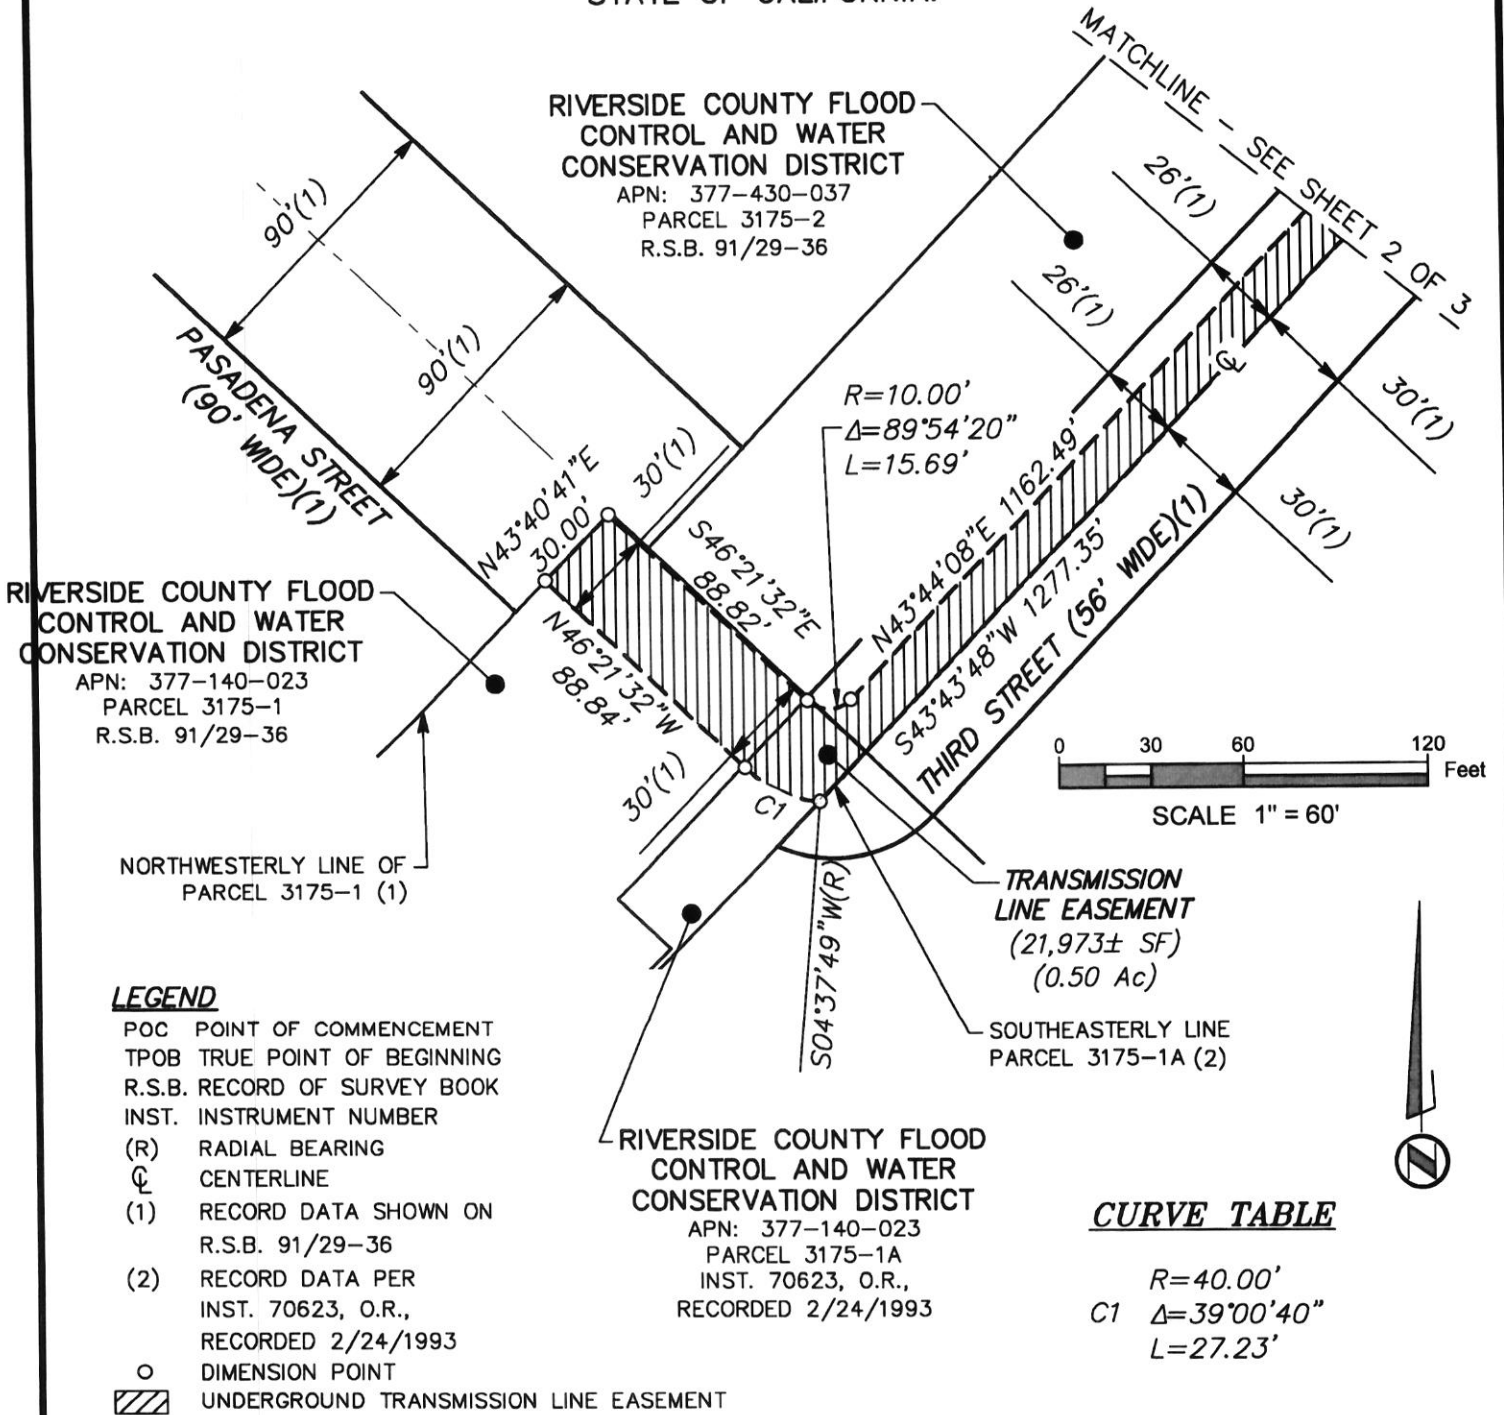 MATCHLINE - SEE SHEET 2 OF 3
RIVERSIDE COUNTY FLOOD
CONTROL AND WATER
CONSERVATION DISTRICT
APN: 377-430-037
PARCEL 3175-2
R.S.B. 91/29-36
90'(1)
90'(1)
26'(1)
26'(1)
30'(1)
30'(1)
PASADENA STREET
(90' WIDE)(1)
R=10.00'
Δ=89°54'20"
L=15.69'
30'(1)
N43°40'41"E
30.00'
S46°21'32"E
88.82'
N43°44'08"E 1162.49'
S43°43'48"W 1277.35'
THIRD STREET (56' WIDE)(1)
RIVERSIDE COUNTY FLOOD
CONTROL AND WATER
CONSERVATION DISTRICT
APN: 377-140-023
PARCEL 3175-1
R.S.B. 91/29-36
N46°21'32"W
88.84'
30'(1)
C1
0 30 60 120
Feet
SCALE 1" = 60'
NORTHWESTERLY LINE OF
PARCEL 3175-1 (1)
S04°37'49"W(R)
TRANSMISSION
LINE EASEMENT
(21,973± SF)
(0.50 Ac)
SOUTHEASTERLY LINE
PARCEL 3175-1A (2)
N
LEGEND
POC POINT OF COMMENCEMENT
TPOB TRUE POINT OF BEGINNING
R.S.B. RECORD OF SURVEY BOOK
INST. INSTRUMENT NUMBER
(R) RADIAL BEARING
℄ CENTERLINE
(1) RECORD DATA SHOWN ON
R.S.B. 91/29-36
(2) RECORD DATA PER
INST. 70623, O.R.,
RECORDED 2/24/1993
DIMENSION POINT
UNDERGROUND TRANSMISSION LINE EASEMENT
RIVERSIDE COUNTY FLOOD
CONTROL AND WATER
CONSERVATION DISTRICT
APN: 377-140-023
PARCEL 3175-1A
INST. 70623, O.R.,
RECORDED 2/24/1993
CURVE TABLE
R=40.00'
C1 Δ=39°00'40"
L=27.23'